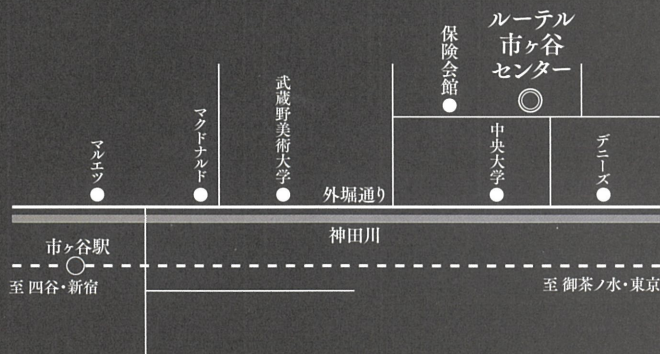 ルーテル
市ヶ谷
センター
保険会館
武蔵野美術大学
マクドナルド
マルエツ
中央大学
デニーズ
外堀通り
神田川
市ヶ谷駅
至 四谷・新宿
至 御茶ノ水・東京